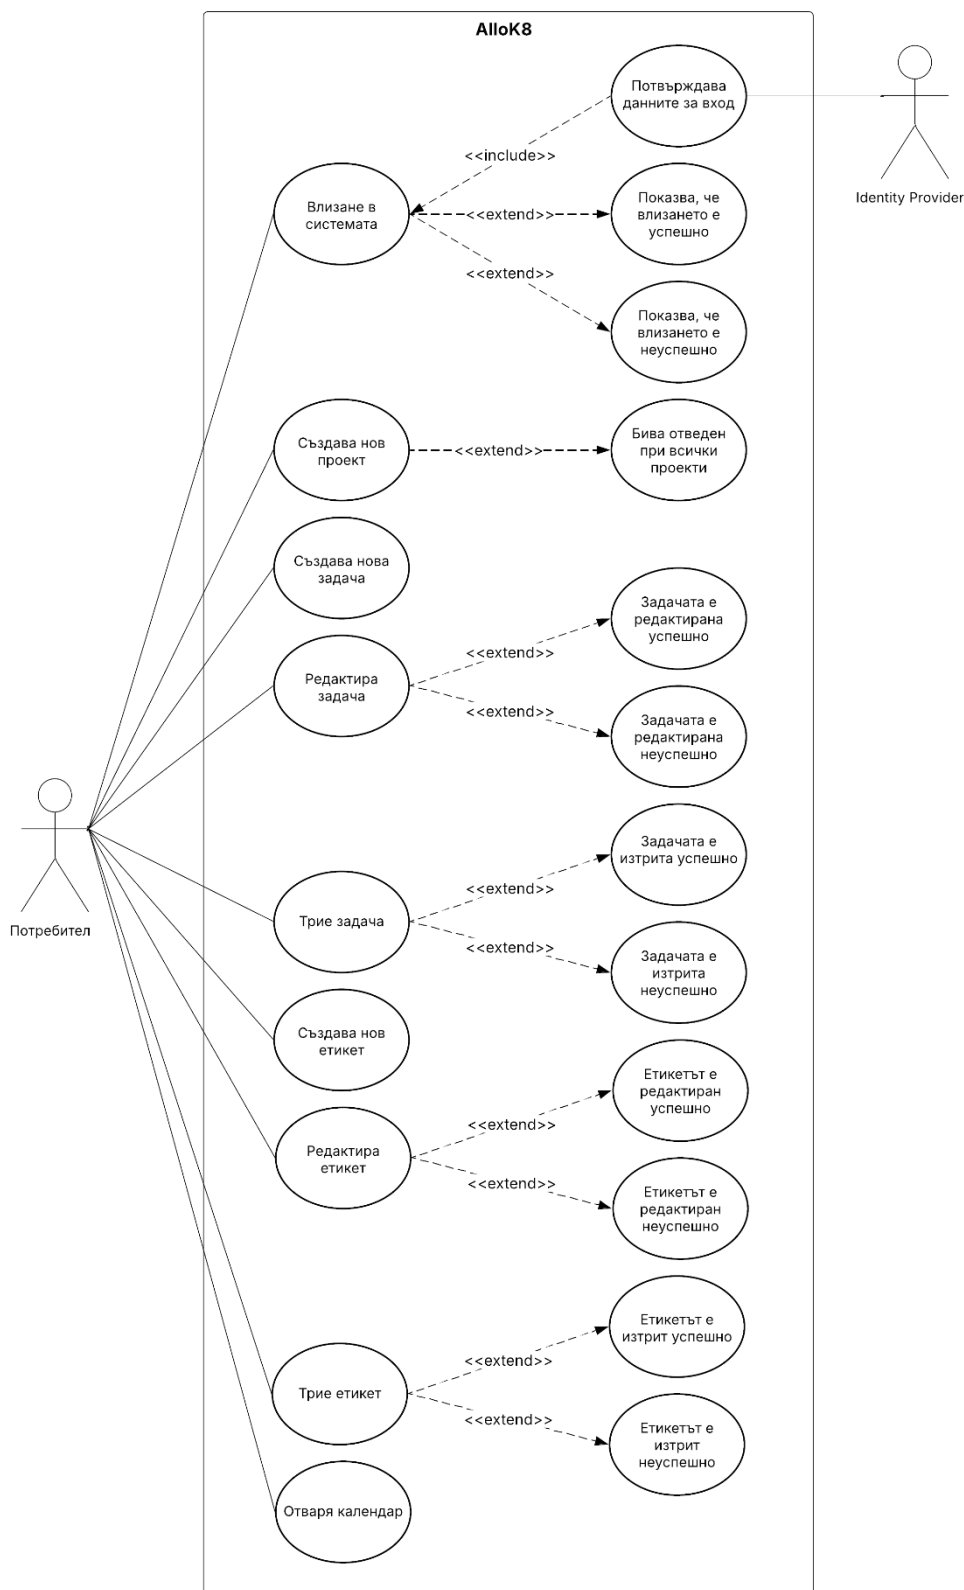 AlloK8
Потвърждава
данните за вход
Identity Provider
<<include>>
Влизане в
системата
<<extend>>
Показва, че
влизането е
успешно
<<extend>>
Показва, че
влизането е
неуспешно
Създава нов
проект
<<extend>>
Бива отведен
при всички
проекти
Създава нова
задача
Задачата е
редактирана
успешно
<<extend>>
Редактира
задача
<<extend>>
Задачата е
редактирана
неуспешно
Потребител
Задачата е
изтрита успешно
<<extend>>
Трие задача
<<extend>>
Задачата е
изтрита
неуспешно
Създава нов
етикет
Етикетът е
редактиран
успешно
<<extend>>
Редактира
етикет
<<extend>>
Етикетът е
редактиран
неуспешно
Етикетът е
изтрит успешно
<<extend>>
Трие етикет
<<extend>>
Етикетът е
изтрит
неуспешно
Отваря календар